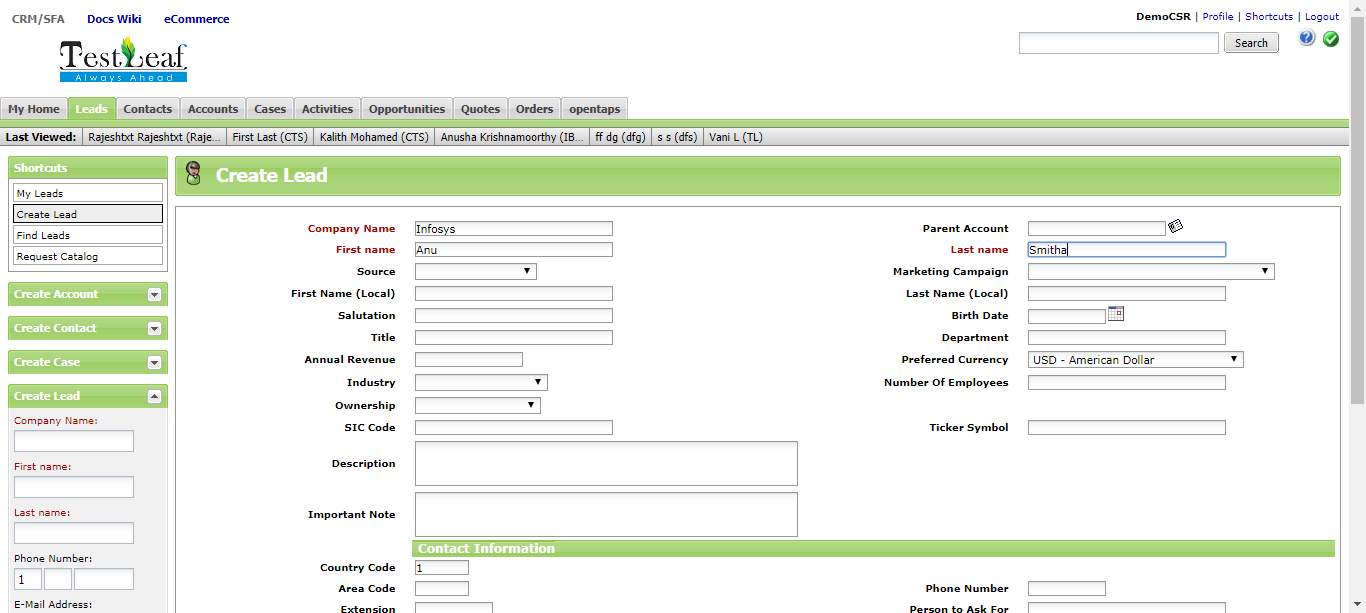 CRM/SFA Docs Wiki eCommerce
DemoCSR | Profile | Shortcuts | Logout
TestLeaf
Always Ahead
Search
My Home Leads Contacts Accounts Cases Activities Opportunities Quotes Orders opentaps
Last Viewed: Rajeshtxt Rajeshtxt (Raje... First Last (CTS) Kalith Mohamed (CTS) Anusha Krishnamoorthy (IB... ff dg (dfg) s s (dfs) Vani L (TL)
Shortcuts
My Leads
Create Lead
Find Leads
Request Catalog
Create Account
Create Contact
Create Case
Create Lead
Company Name:
First name:
Last name:
Phone Number:
1
E-Mail Address:
Create Lead
Company Name Infosys Parent Account
First name Anu Last name Smitha
Source Marketing Campaign
First Name (Local) Last Name (Local)
Salutation Birth Date
Title Department
Annual Revenue Preferred Currency USD - American Dollar
Industry Number Of Employees
Ownership
SIC Code Ticker Symbol
Description
Important Note
Contact Information
Country Code 1
Area Code Phone Number
Extension Person to Ask For